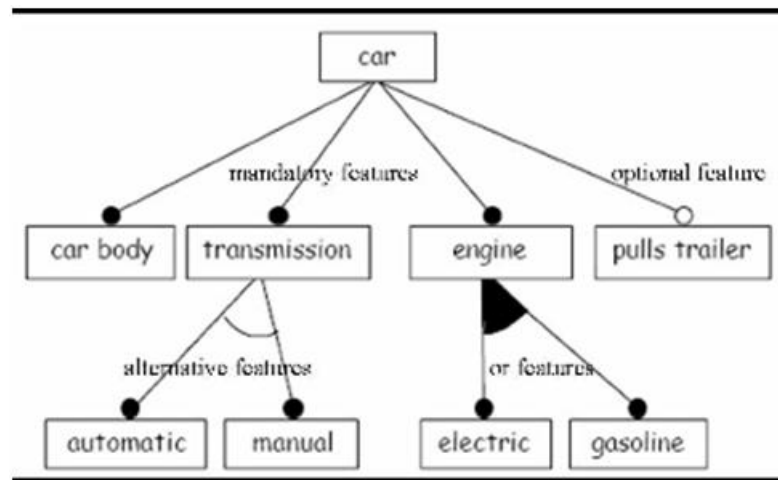 car
mandatory features
optional feature
car body
transmission
engine
pulls trailer
alternative features
or features
automatic
manual
electric
gasoline